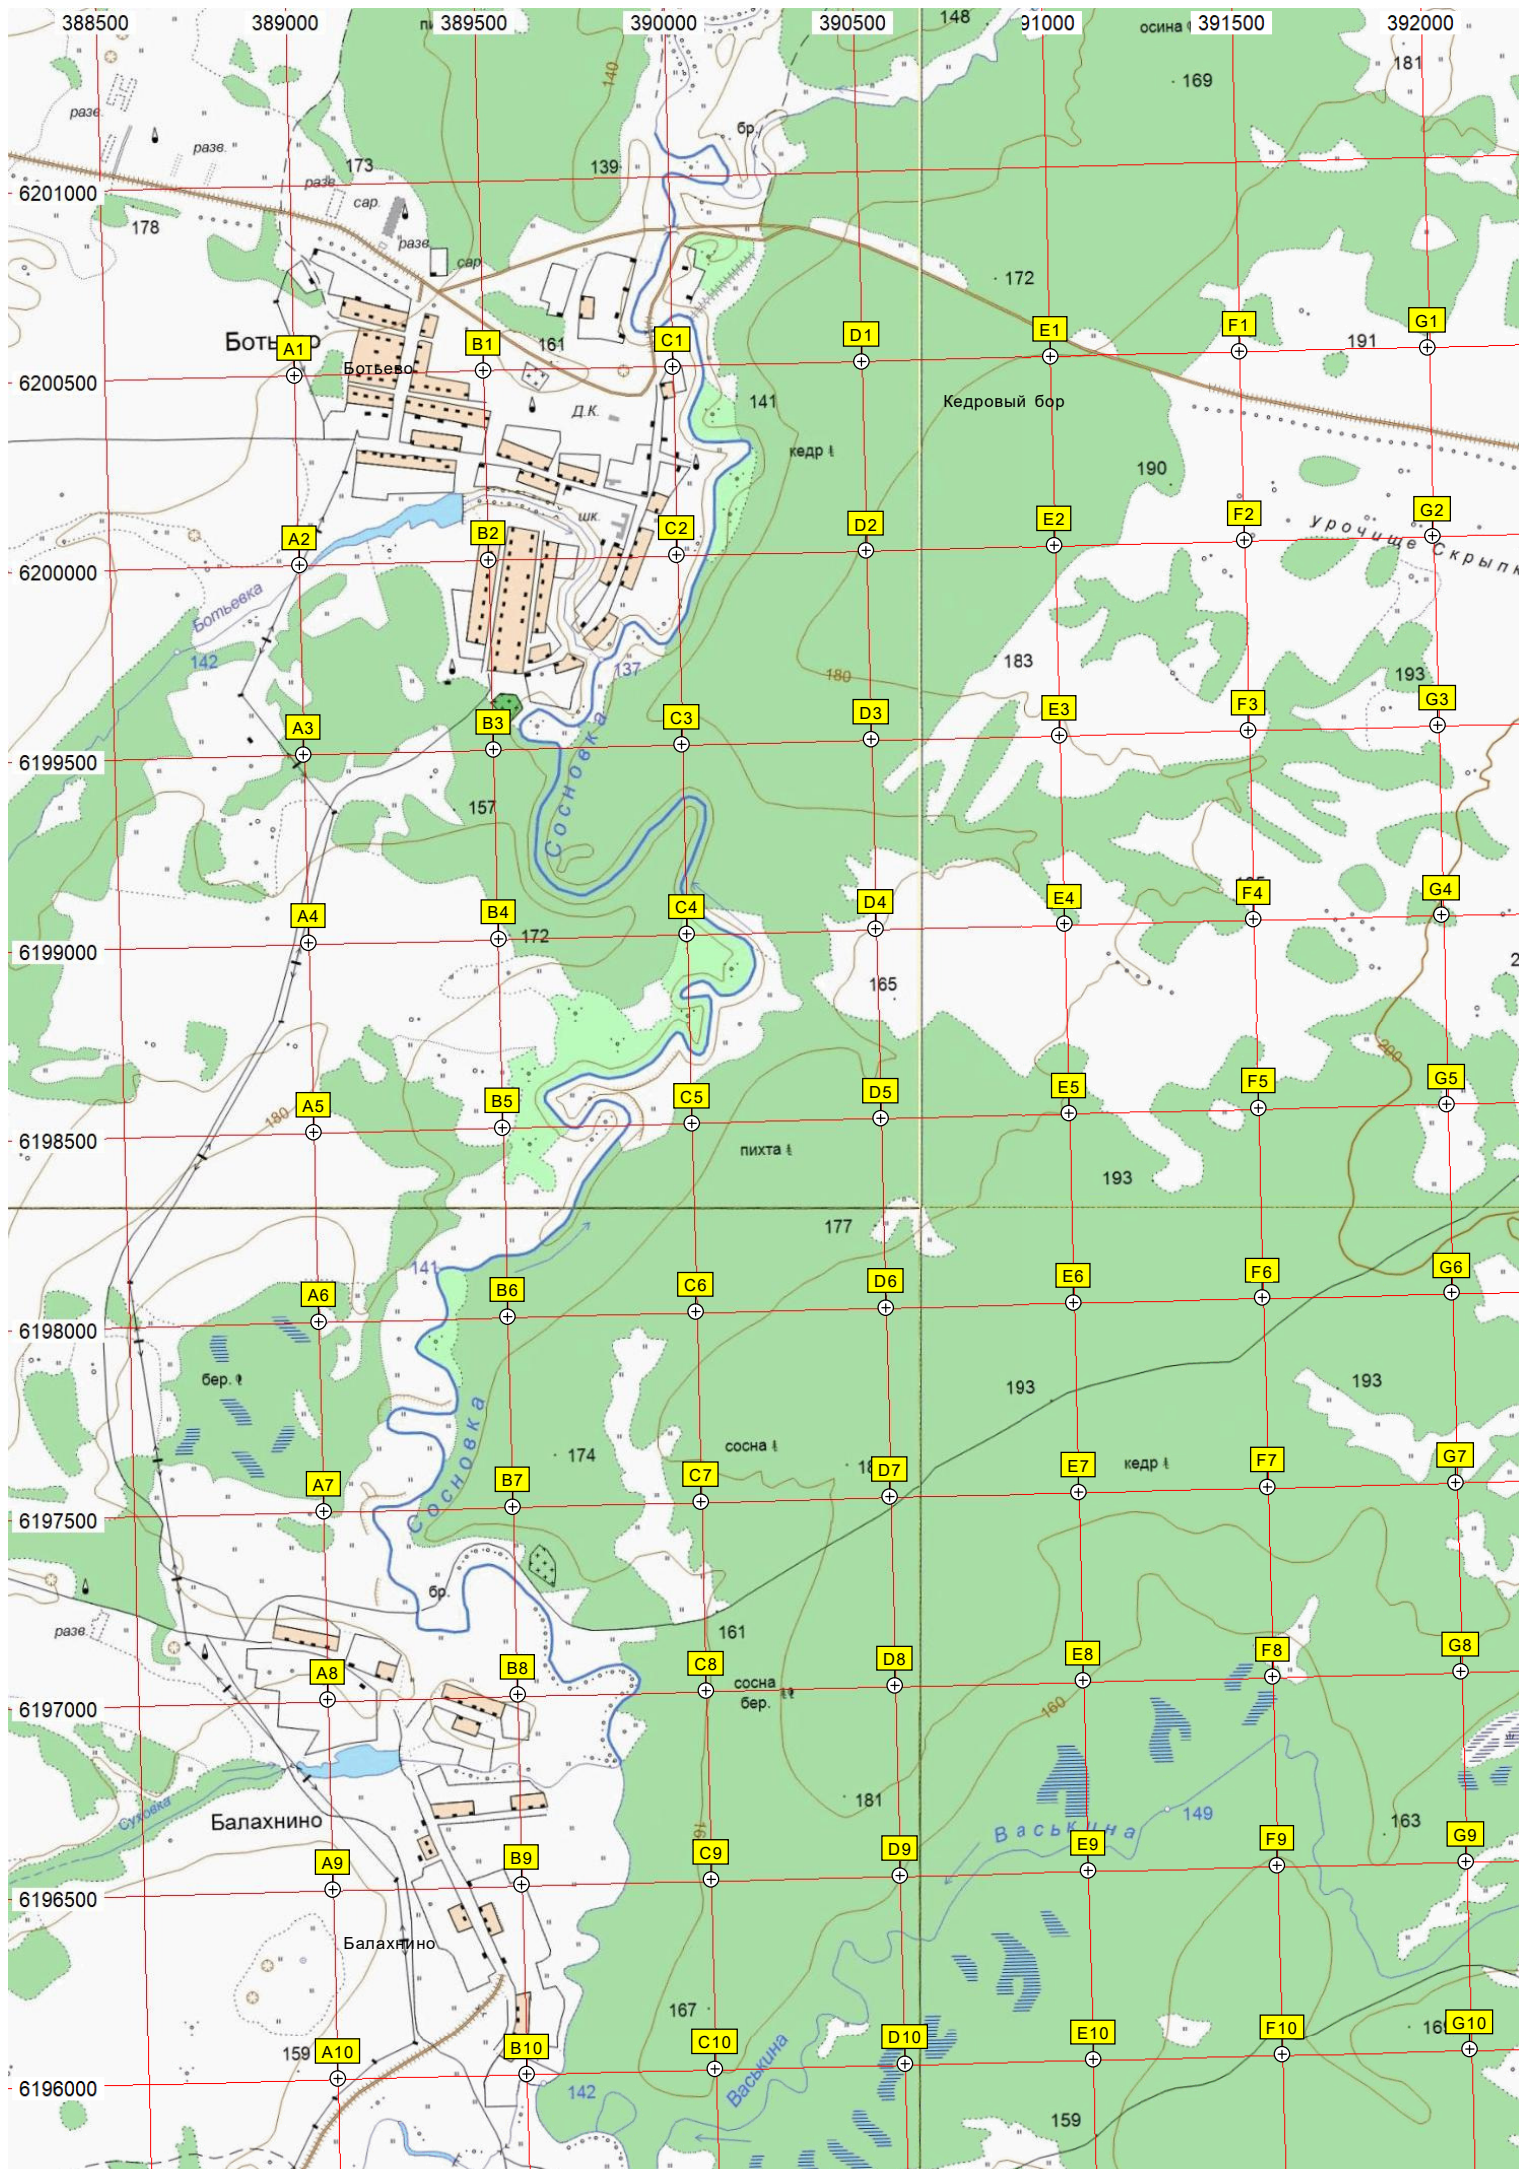 388500 389000 389500 390000 390500 91000 391500 392000
148
осина
181
169
140
разв.
бр.
разв.
173
139
разв.
6201000
сар.
178
разв.
сар.
172
Д.К.
161
191
A1 B1 C1 D1 E1 F1 G1
Ботьево
6200500
141
Кедровый бор
кедр
190
шк.
A2 B2 C2 D2 E2 F2 G2
урочище
6200000
Ботьевка
142
137
183
180
193
A3 B3 C3 D3 E3 F3 G3
Сосновка
6199500
157
A4 B4 C4 D4 E4 F4 G4
172
6199000
165
200
A5 B5 C5 D5 E5 F5 G5
180
6198500
пихта
193
177
141
A6 B6 C6 D6 E6 F6 G6
6198000
бер.
193
193
Сосновка
174
сосна
кедр
A7 B7 C7 D7 E7 F7 G7
6197500
бр.
разв.
161
A8 B8 C8 D8 E8 F8 G8
сосна
бер.
160
6197000
181
149
163
Суховка
Балахнино
Васькина
A9 B9 C9 D9 E9 F9 G9
6196500
Балахнино
167
159
A10 B10 C10 D10 E10 F10 G10
6196000
142
Васькина
159